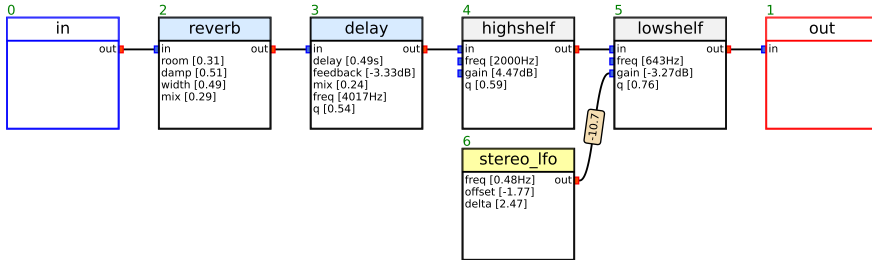 0
in
out
2
reverb
in out
room [0.31]
damp [0.51]
width [0.49]
mix [0.29]
3
delay
in out
delay [0.49s]
feedback [-3.33dB]
mix [0.24]
freq [4017Hz]
q [0.54]
4
highshelf
in out
freq [2000Hz]
gain [4.47dB]
q [0.59]
5
lowshelf
in out
freq [643Hz]
gain [-3.27dB]
q [0.76]
1
out
in
6
stereo_lfo
freq [0.48Hz] out
offset [-1.77]
delta [2.47]
-10.7